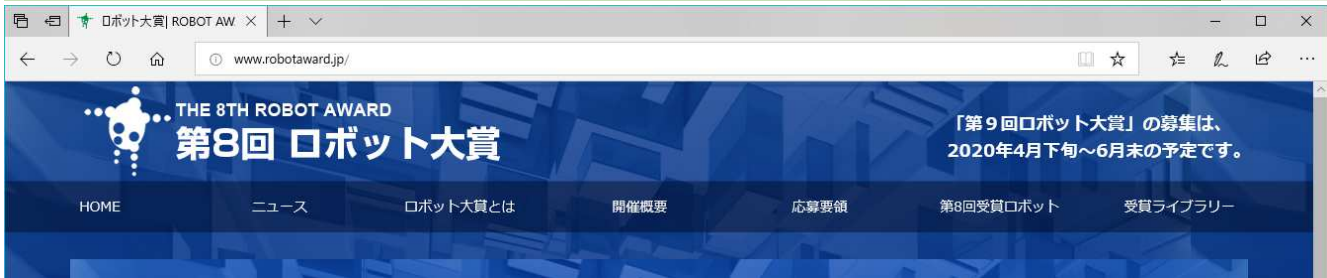 ロボット大賞| ROBOT AW
www.robotaward.jp/
THE 8TH ROBOT AWARD
第8回 ロボット大賞
「第９回ロボット大賞」の募集は、
2020年4月下旬～6月末の予定です。
HOME ニュース ロボット大賞とは 開催概要 応募要領 第8回受賞ロボット 受賞ライブラリー